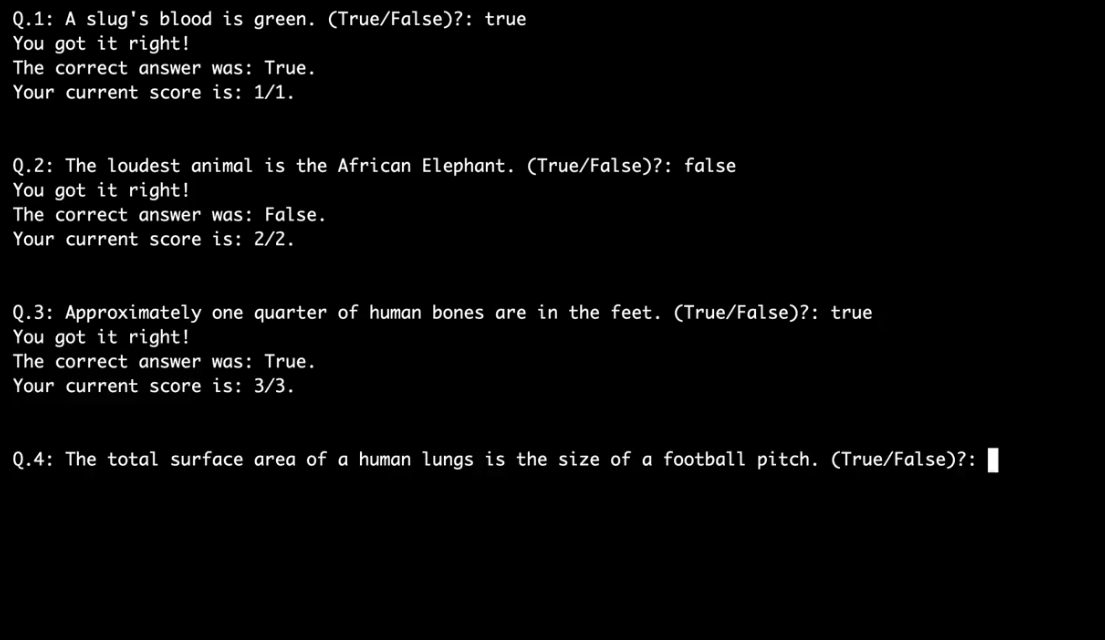 Q.1: A slug's blood is green. (True/False)?: true
You got it right!
The correct answer was: True.
Your current score is: 1/1.
Q.2: The loudest animal is the African Elephant. (True/False)?: false
You got it right!
The correct answer was: False.
Your current score is: 2/2.
Q.3: Approximately one quarter of human bones are in the feet. (True/False)?: true
You got it right!
The correct answer was: True.
Your current score is: 3/3.
Q.4: The total surface area of a human lungs is the size of a football pitch. (True/False)?: